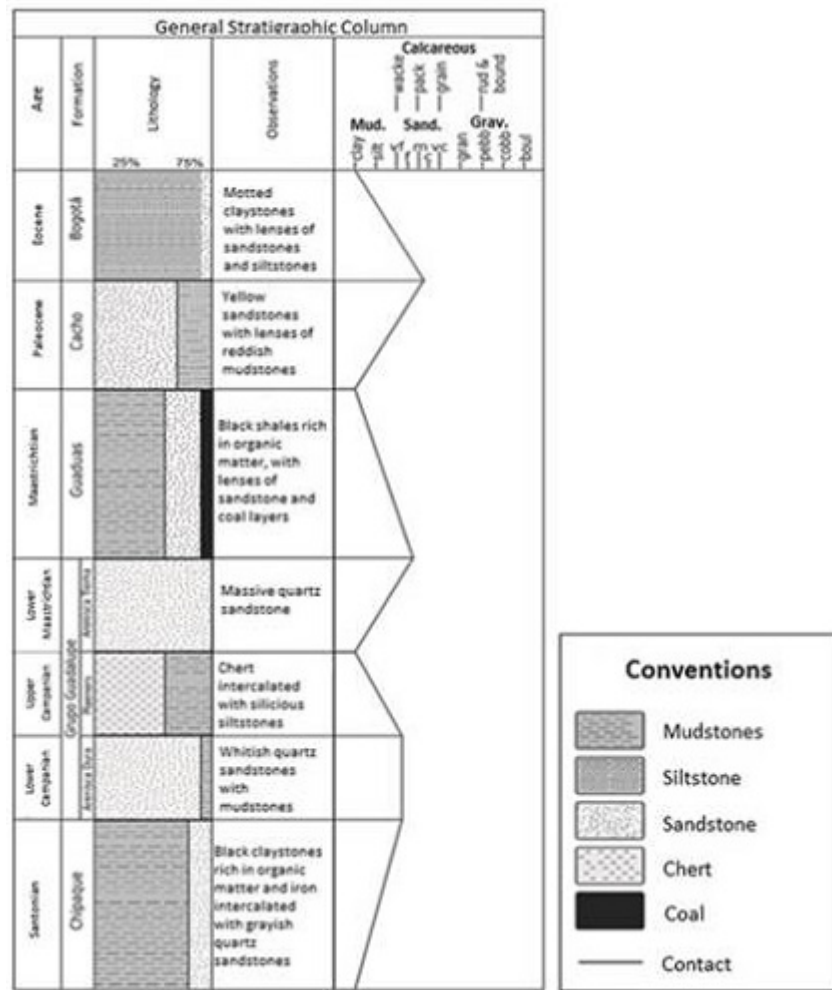 General Stratigraphic Column
Age
Formation
Lithology
25%
75%
Observations
Calcareous
wacke
pack
grain
rud &
bound
Mud.
Sand.
Grav.
clay
silt
vf
f
m
c
vc
gran
pebb
cobb
boul
Eocene
Bogotá
Motted
claystones
with lenses of
sandstones
and siltstones
Paleocene
Cacho
Yellow
sandstones
with lenses of
reddish
mudstones
Maastrichtian
Guaduas
Black shales rich
in organic
matter, with
lenses of
sandstone and
coal layers
Lower
Maastrichtian
Grupo Guadalupe
Arenisca Tierna
Massive quartz
sandstone
Upper
Campanian
Plaeners
Chert
intercalated
with silicious
siltstones
Lower
Campanian
Arenisca Dura
Whitish quartz
sandstones
with
mudstones
Santonian
Chipaque
Black claystones
rich in organic
matter and iron
intercalated
with grayish
quartz
sandstones
Conventions
Mudstones
Siltstone
Sandstone
Chert
Coal
Contact